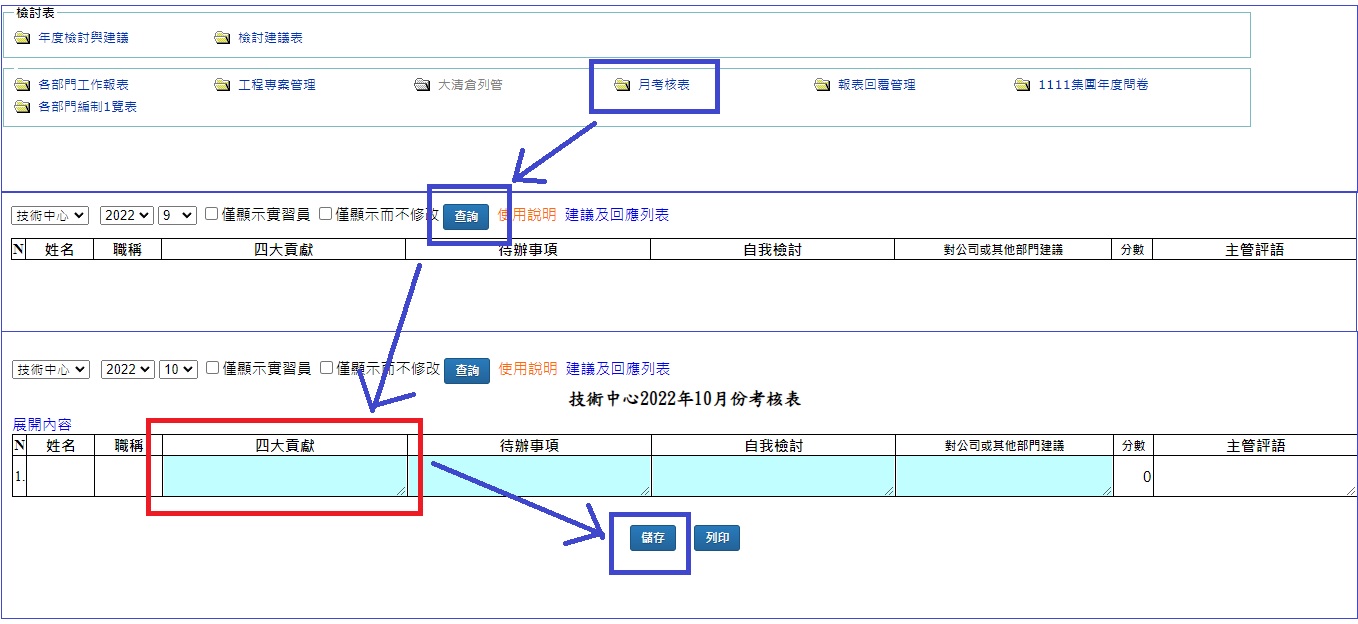 檢討表
年度檢討與建議 檢討建議表
各部門工作報表 工程專案管理 大清倉列管 月考核表 報表回覆管理 1111集團年度問卷
各部門編制1覽表
技術中心 2022 9 僅顯示實習員 僅顯示而不修改 查詢 使用說明 建議及回應列表
N 姓名 職稱 四大貢獻 待辦事項 自我檢討 對公司或其他部門建議 分數 主管評語
技術中心 2022 10 僅顯示實習員 僅顯示而不修改 查詢 使用說明 建議及回應列表
技術中心2022年10月份考核表
展開內容
N 姓名 職稱 四大貢獻 待辦事項 自我檢討 對公司或其他部門建議 分數 主管評語
1. 0
儲存 列印